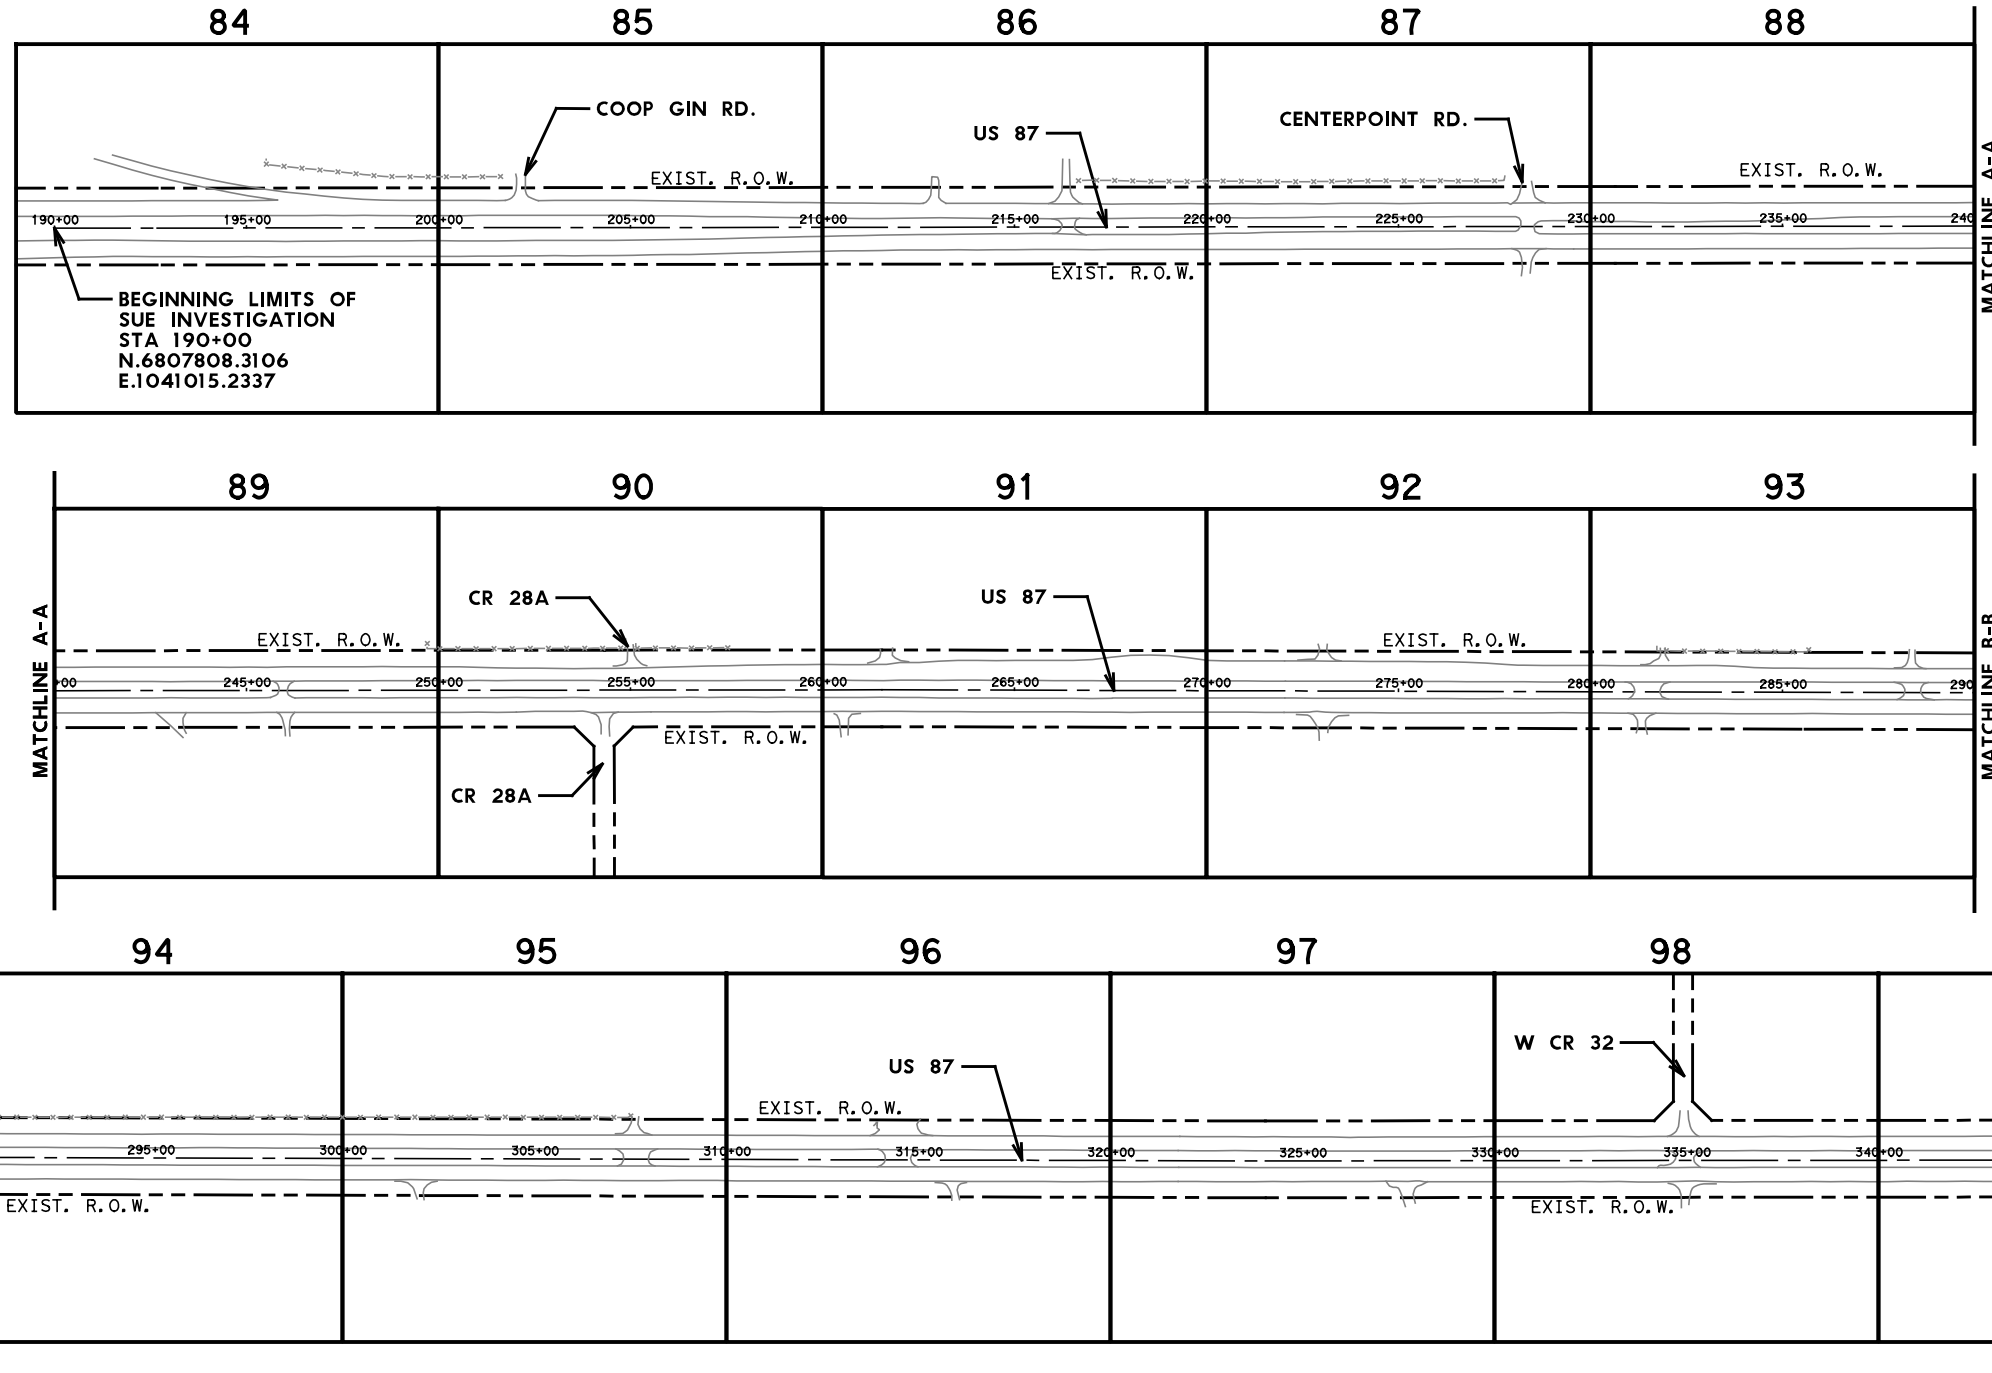 84 85 86 87 88
COOP GIN RD.
US 87
CENTERPOINT RD.
EXIST. R.O.W.
EXIST. R.O.W.
190+00 195+00 200+00 205+00 210+00 215+00 220+00 225+00 230+00 235+00 240
EXIST. R.O.W.
BEGINNING LIMITS OF
SUE INVESTIGATION
STA 190+00
N.6807808.3106
E.1041015.2337
MATCHLINE A-A
89 90 91 92 93
CR 28A
US 87
EXIST. R.O.W.
EXIST. R.O.W.
+00 245+00 250+00 255+00 260+00 265+00 270+00 275+00 280+00 285+00 290
EXIST. R.O.W.
CR 28A
MATCHLINE A-A
MATCHLINE B-B
94 95 96 97 98
W CR 32
US 87
EXIST. R.O.W.
295+00 300+00 305+00 310+00 315+00 320+00 325+00 330+00 335+00 340+00
EXIST. R.O.W.
EXIST. R.O.W.